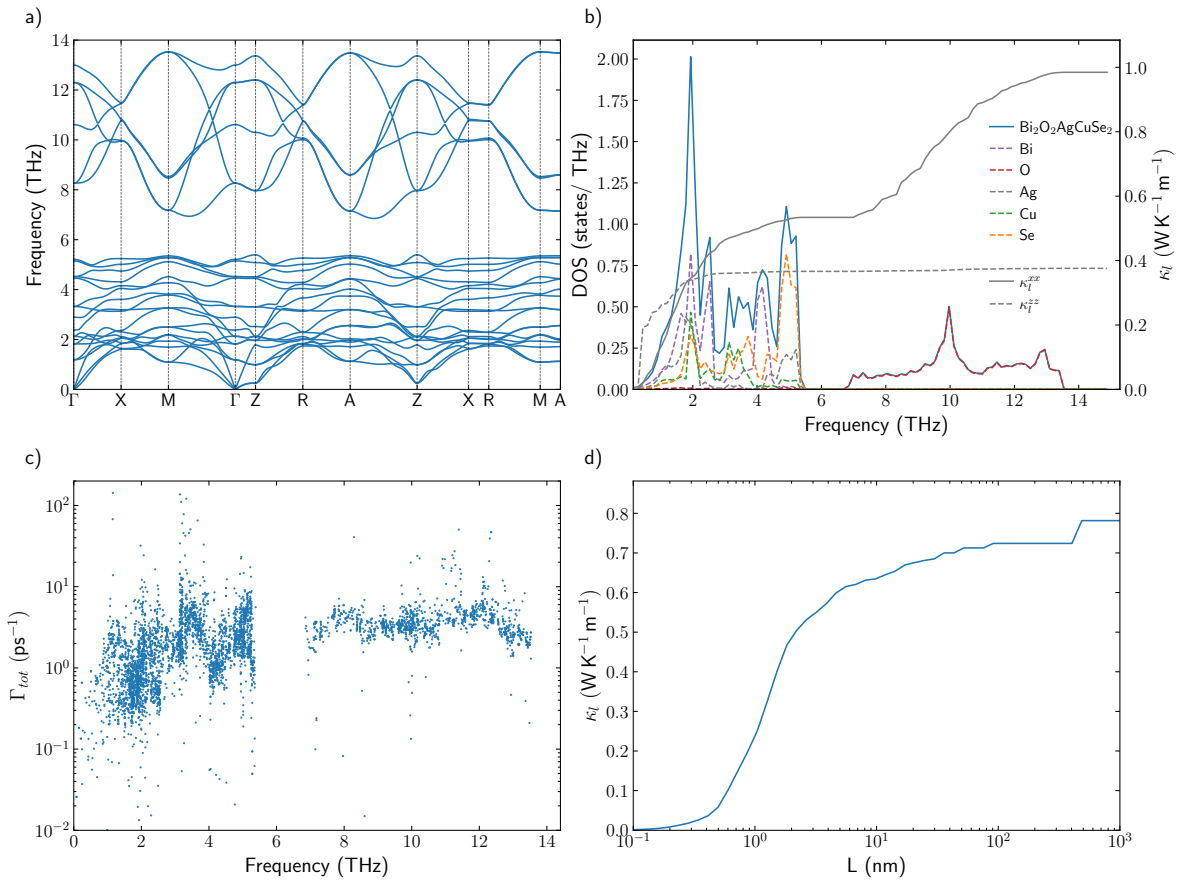 a)
14
12
10
8
6
4
2
0
Frequency (THz)
Γ X M Γ Z R A Z X R M A
b)
2.00
1.75
1.50
1.25
1.00
0.75
0.50
0.25
0.00
DOS (states/ THz)
Bi₂O₂AgCuSe₂
Bi
O
Ag
Cu
Se
κₗˣˣ
κₗᶻᶻ
1.0
0.8
0.6
0.4
0.2
0.0
κₗ (W K⁻¹ m⁻¹)
2 4 6 8 10 12 14
Frequency (THz)
c)
10²
10¹
10⁰
10⁻¹
10⁻²
Γₜₒₜ (ps⁻¹)
0 2 4 6 8 10 12 14
Frequency (THz)
d)
0.8
0.7
0.6
0.5
0.4
0.3
0.2
0.1
0.0
κₗ (W K⁻¹ m⁻¹)
10⁻¹ 10⁰ 10¹ 10² 10³
L (nm)